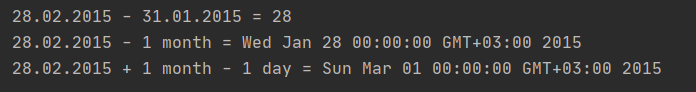 28.02.2015 - 31.01.2015 = 28
28.02.2015 - 1 month = Wed Jan 28 00:00:00 GMT+03:00 2015
28.02.2015 + 1 month - 1 day = Sun Mar 01 00:00:00 GMT+03:00 2015